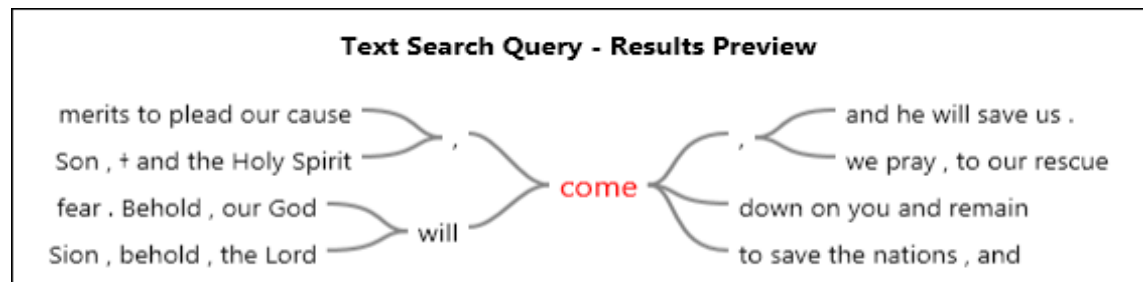 Text Search Query - Results Preview
merits to plead our cause
Son , † and the Holy Spirit
,
fear . Behold , our God
Sion , behold , the Lord
will
come
,
and he will save us .
we pray , to our rescue
down on you and remain
to save the nations , and